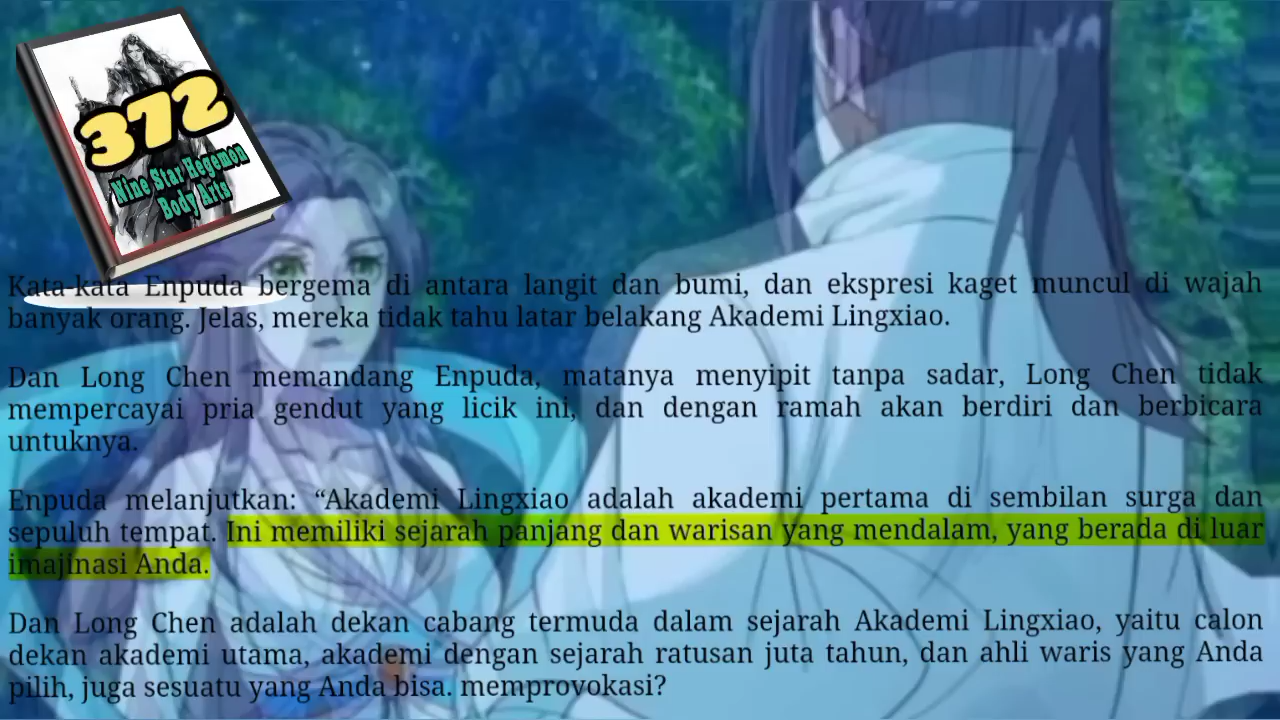 372
Nine Star Hegemon
Body Arts
Kata-kata Enpuda bergema di antara langit dan bumi, dan ekspresi kaget muncul di wajah
banyak orang. Jelas, mereka tidak tahu latar belakang Akademi Lingxiao.
Dan Long Chen memandang Enpuda, matanya menyipit tanpa sadar, Long Chen tidak
mempercayai pria gendut yang licik ini, dan dengan ramah akan berdiri dan berbicara
untuknya.
Enpuda melanjutkan: “Akademi Lingxiao adalah akademi pertama di sembilan surga dan
sepuluh tempat. Ini memiliki sejarah panjang dan warisan yang mendalam, yang berada di luar
imajinasi Anda.
Dan Long Chen adalah dekan cabang termuda dalam sejarah Akademi Lingxiao, yaitu calon
dekan akademi utama, akademi dengan sejarah ratusan juta tahun, dan ahli waris yang Anda
pilih, juga sesuatu yang Anda bisa. memprovokasi?